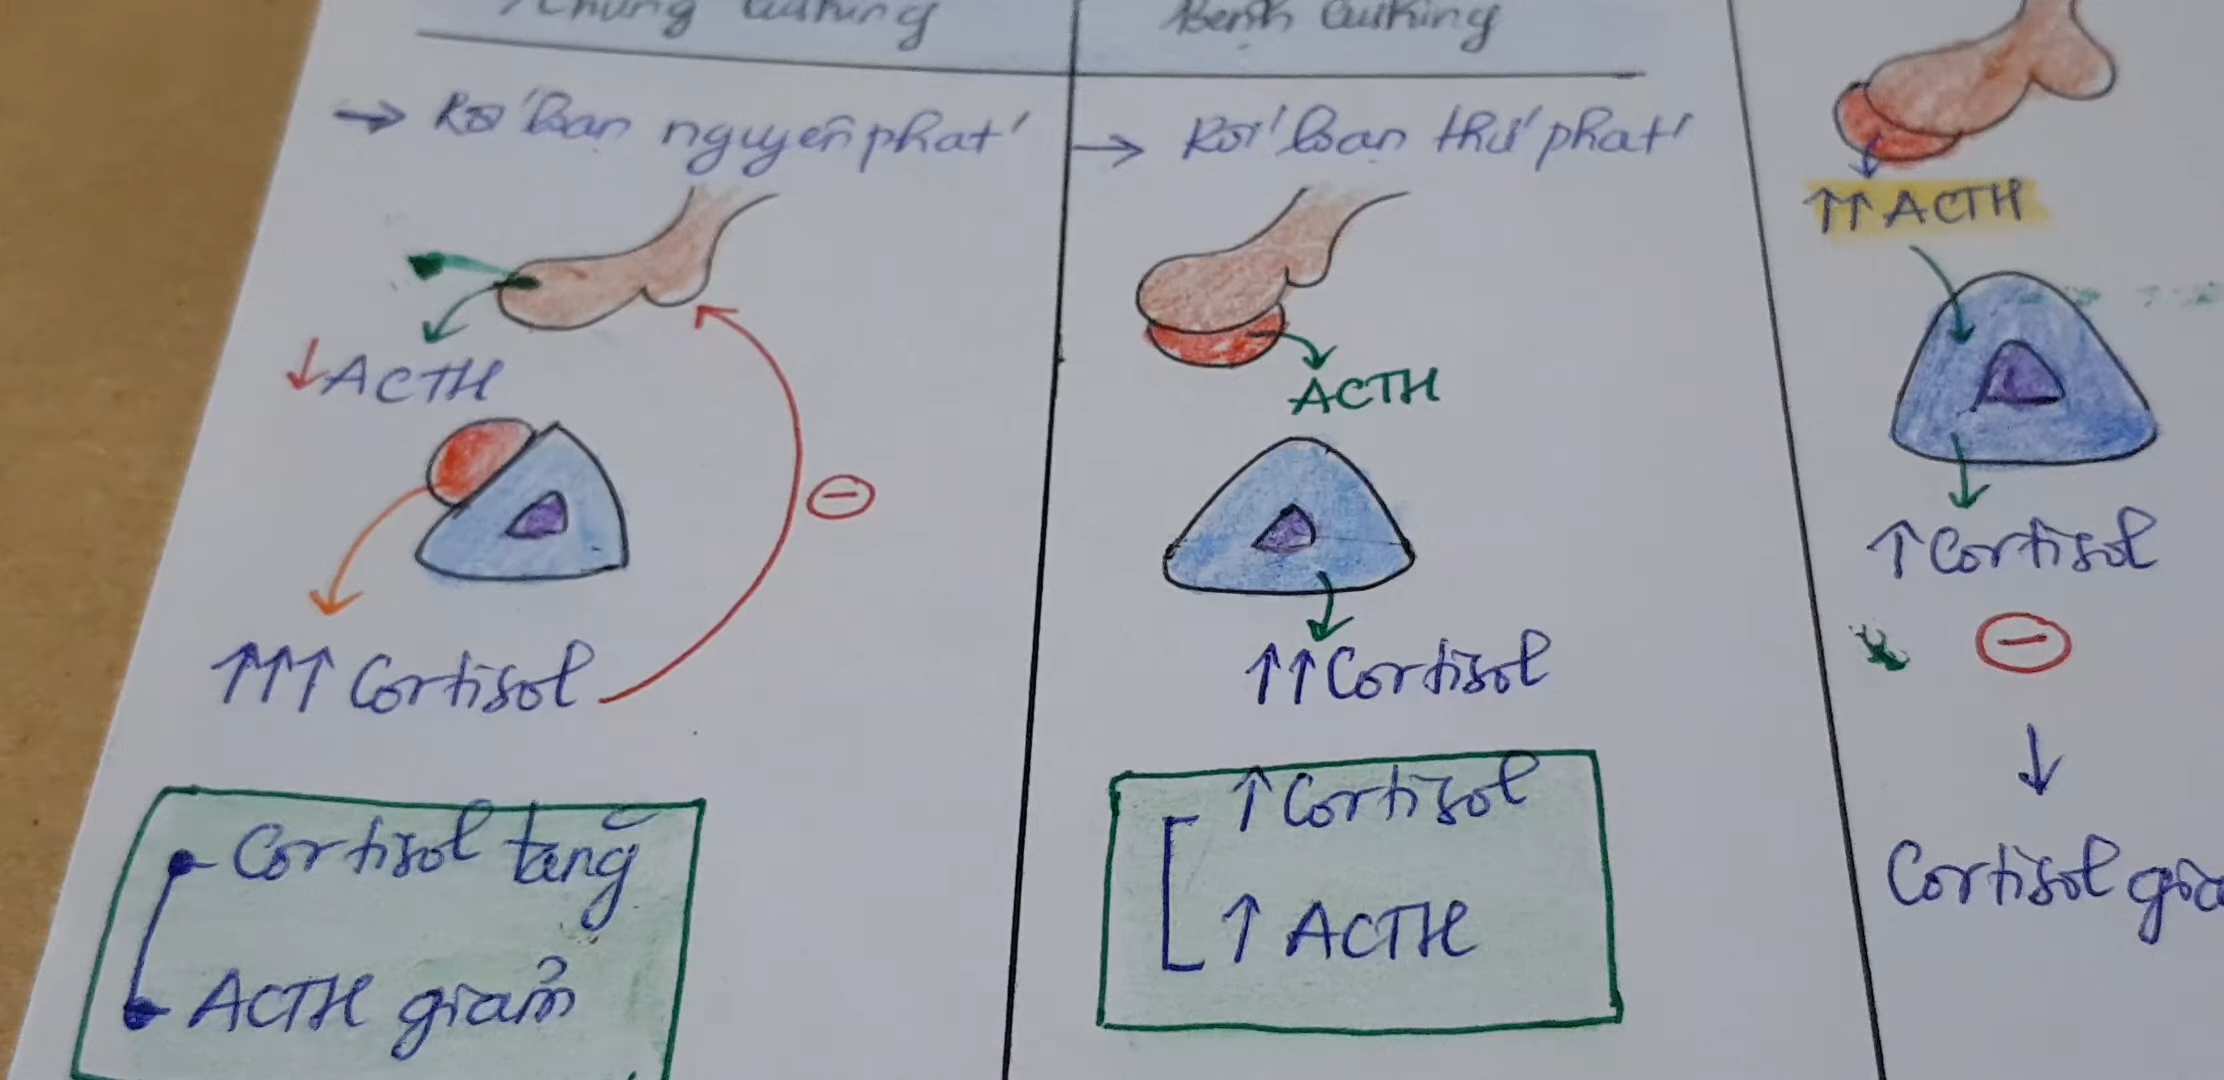 Chứng Cushing
Bệnh Cushing
→ Rối loạn nguyên phát
→ Rối loạn thứ phát
↓ ACTH
ACTH
↑↑ ACTH
↑↑↑ Cortisol
↑↑ Cortisol
↑ Cortisol
Cortisol tăng
ACTH giảm
↑ Cortisol
↑ ACTH
Cortisol